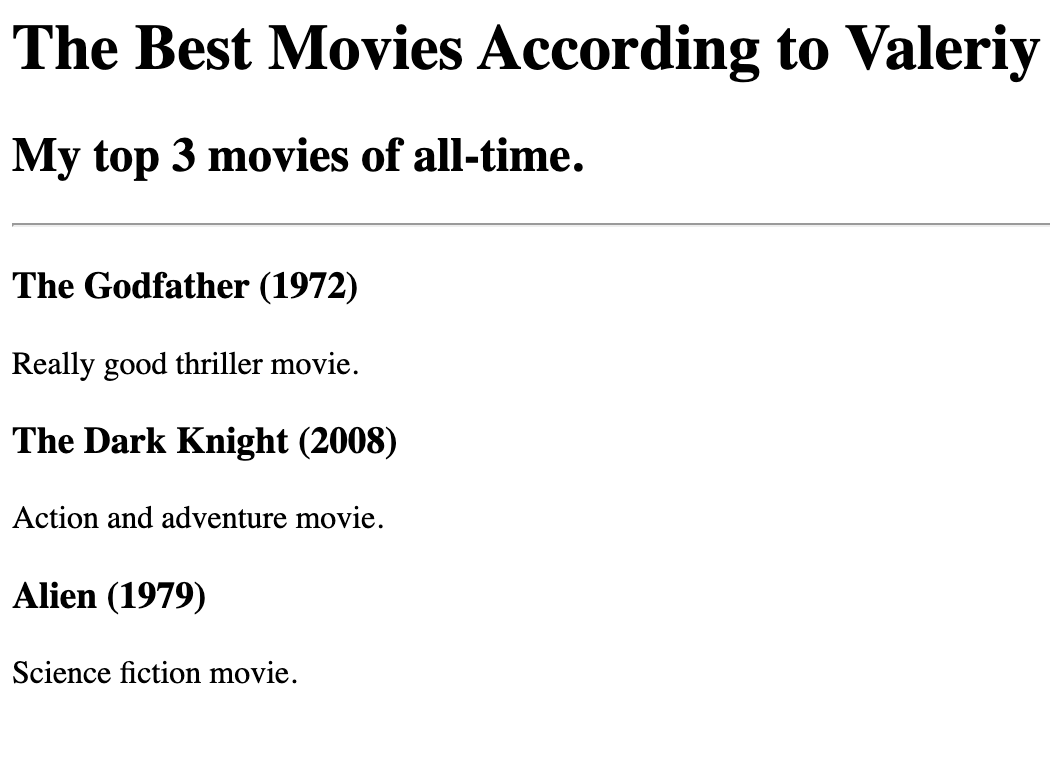 The Best Movies According to Valeriy
My top 3 movies of all-time.
The Godfather (1972)
Really good thriller movie.
The Dark Knight (2008)
Action and adventure movie.
Alien (1979)
Science fiction movie.